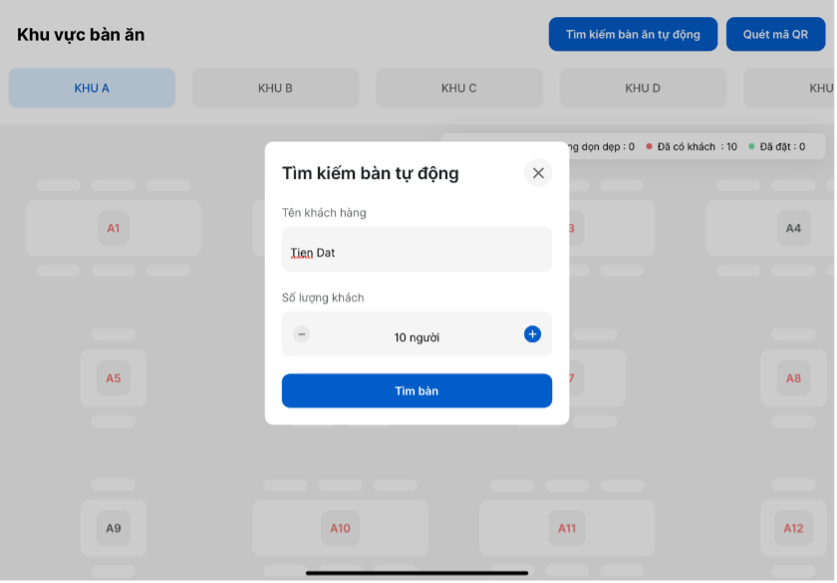 Khu vực bàn ăn
Tìm kiếm bàn ăn tự động
Quét mã QR
KHU A
KHU B
KHU C
KHU D
KHU
dọn dẹp : 0
Đã có khách : 10
Đã đặt : 0
Tìm kiếm bàn tự động
Tên khách hàng
Tien Dat
Số lượng khách
10 người
Tìm bàn
A1
3
A4
A5
7
A8
A9
A10
A11
A12